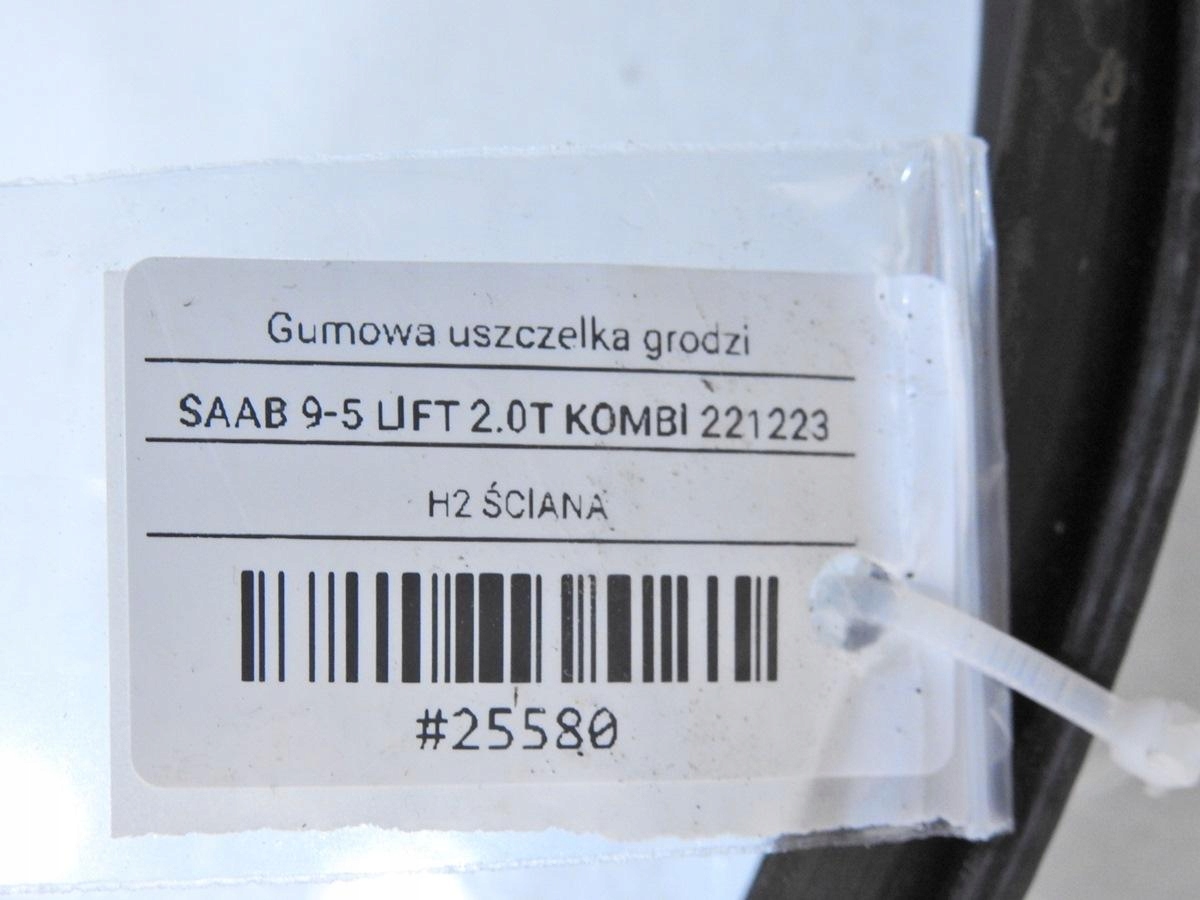 Gumowa uszczelka grodzi
SAAB 9-5 LIFT 2.0T KOMBI 221223
H2 ŚCIANA
#25580